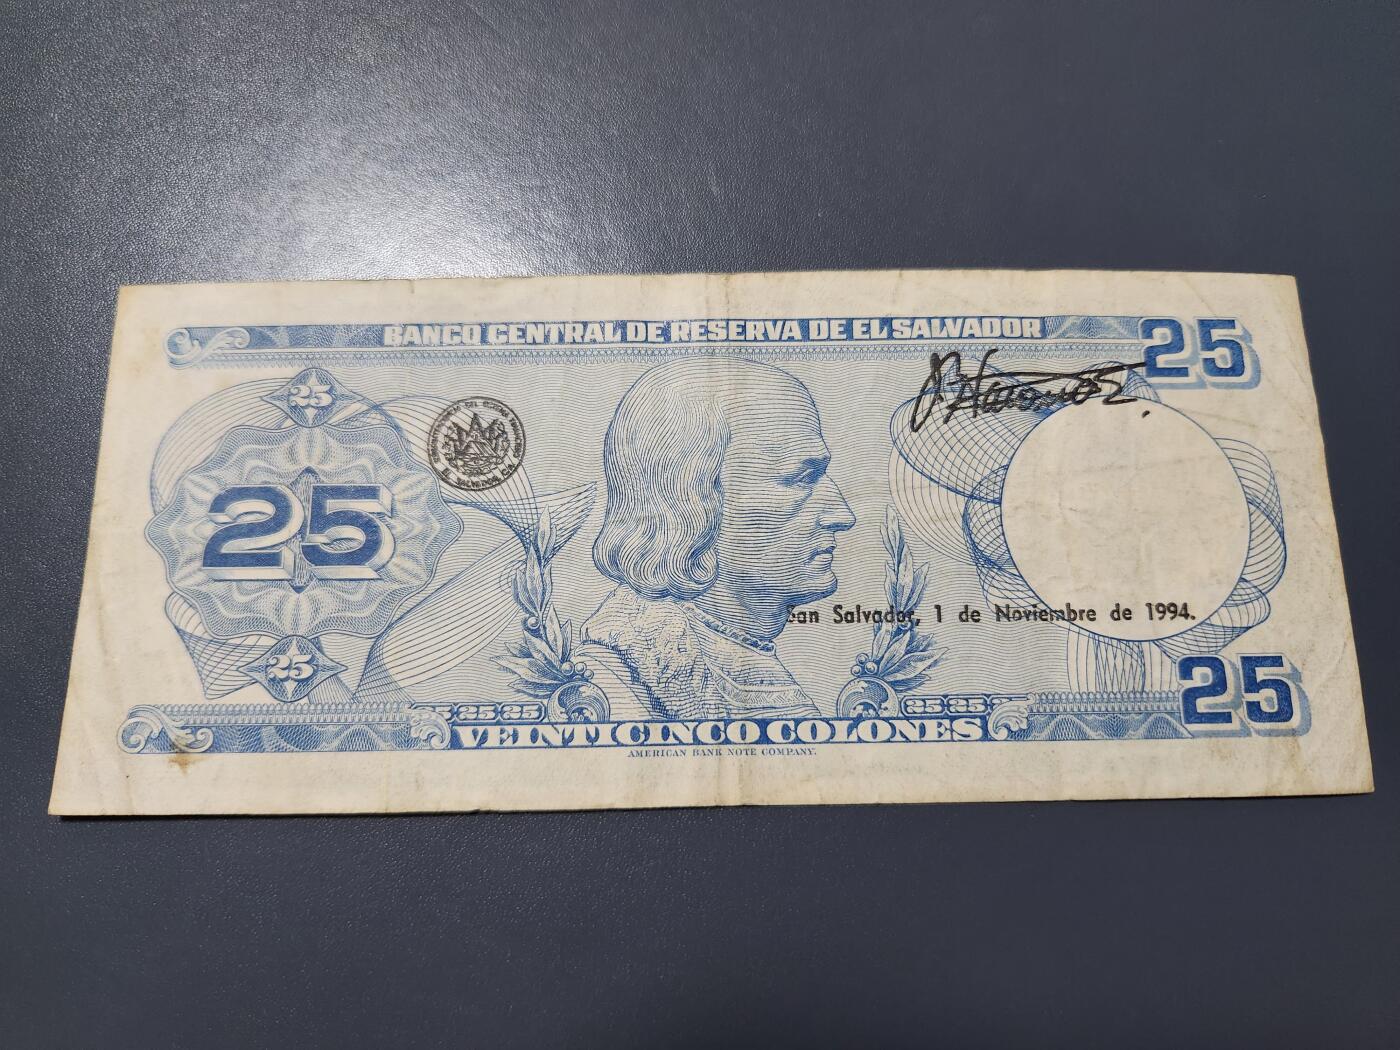 BANCO CENTRAL DE RESERVA DE EL SALVADOR
25
25
25
San Salvador, 1 de Noviembre de 1994.
25
25
25 25
25 25
VEINTICINCO COLONES
AMERICAN BANK NOTE COMPANY.